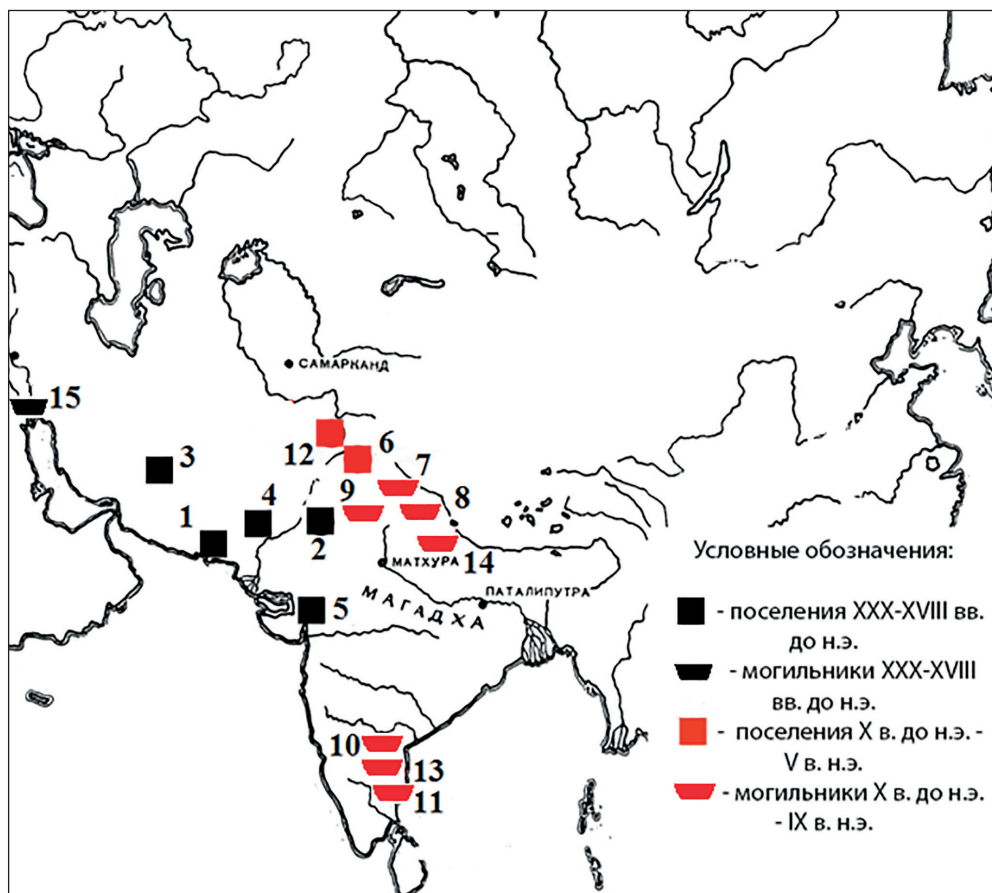 САМАРКАНД
15
12
6
3
7
9
8
4
1
2
14
МАТХУРА
ПАТАЛИПУТРА
МАГАДХА
5
10
13
11
Условные обозначения:
- поселения XXX-XVIII вв.
до н.э.
- могильники XXX-XVIII
вв. до н.э.
- поселения X в. до н.э. -
V в. н.э.
- могильники X в. до н.э.
- IX в. н.э.